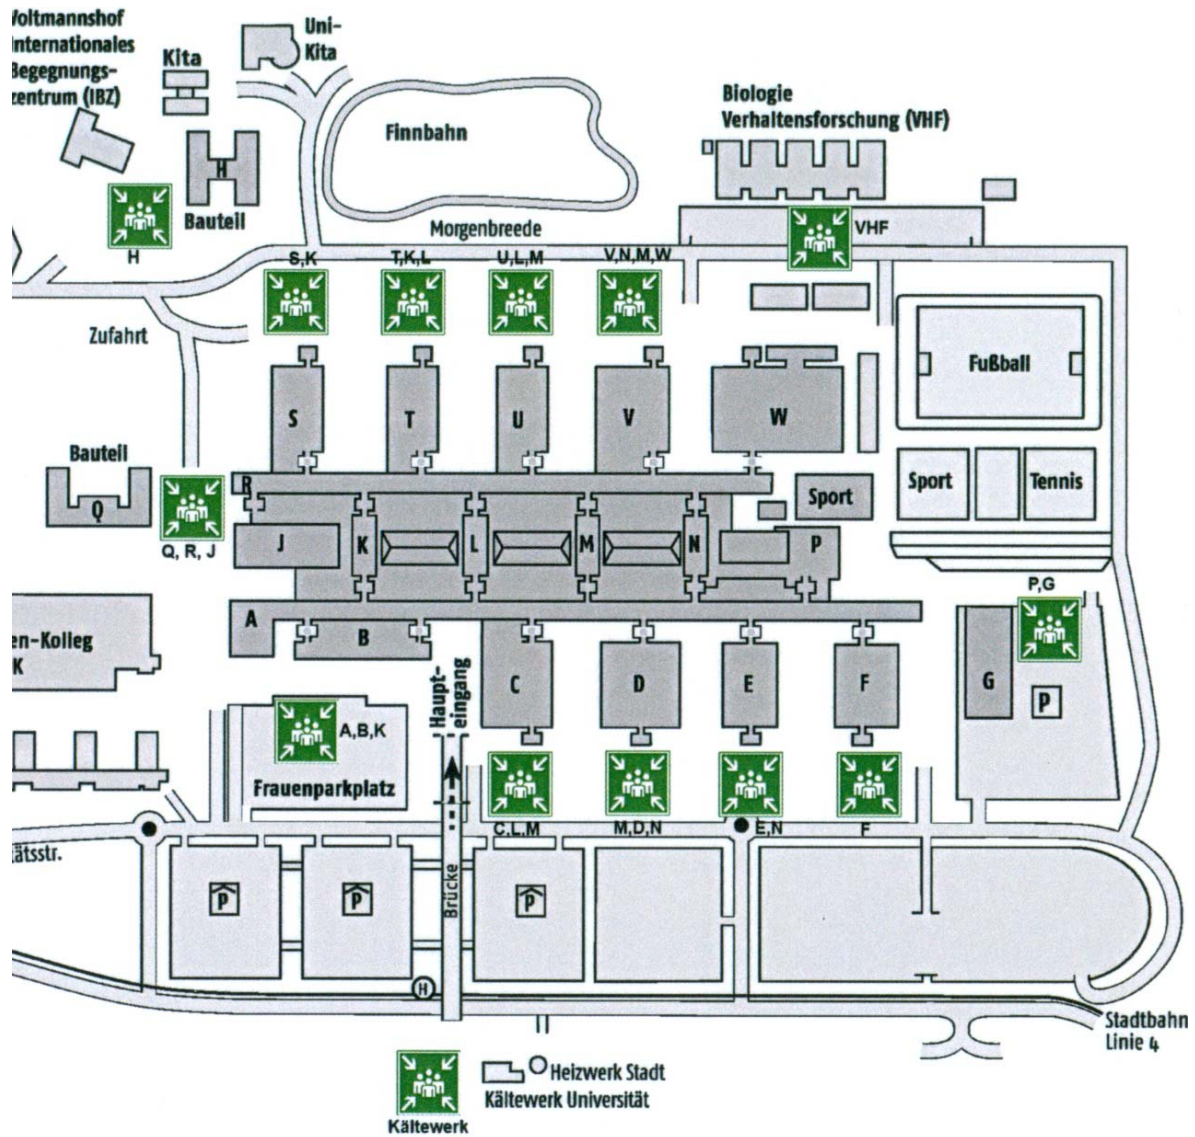 Voltmannshof
Internationales
Begegnungs-
zentrum (IBZ)
Kita
Uni-
Kita
Finnbahn
Biologie
Verhaltensforschung (VHF)
H
Bauteil
H
Morgenbreede
VHF
S,K
T,K,L
U,L,M
V,N,M,W
Zufahrt
Fußball
S
T
U
V
W
Bauteil
Q
Q, R, J
R
Sport
Sport
Tennis
J
K
L
M
N
P
P,G
A
B
en-Kolleg
K
Haupt-
eingang
C
D
E
F
G
P
A,B,K
Frauenparkplatz
C,L,M
M,D,N
E,N
F
ätsstr.
P
P
Brücke
P
H
Stadtbahn
Linie 4
Heizwerk Stadt
Kältewerk Universität
Kältewerk